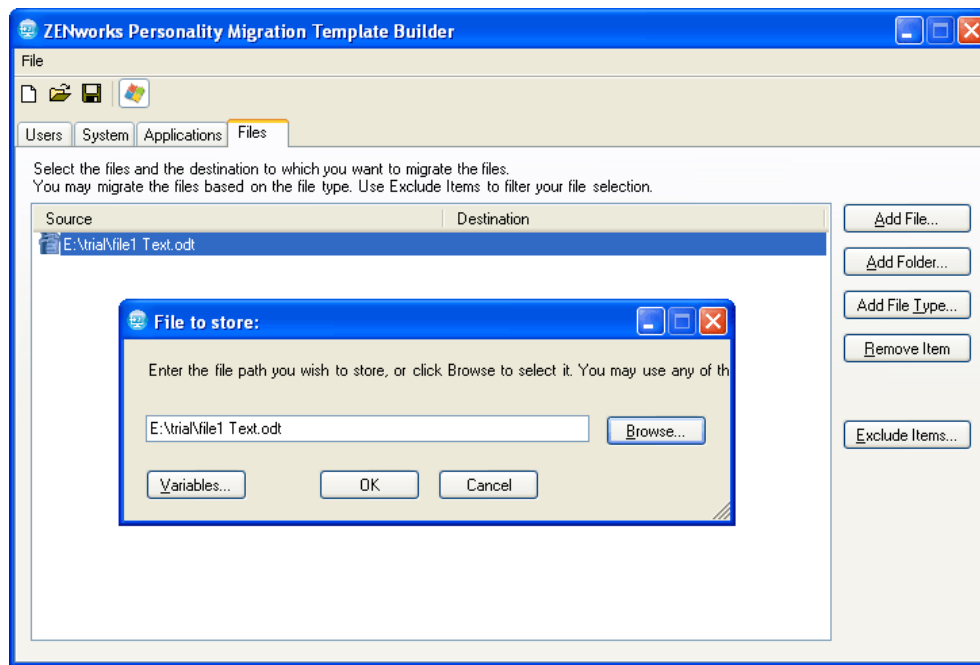 ZENworks Personality Migration Template Builder
File
Users System Applications Files
Select the files and the destination to which you want to migrate the files.
You may migrate the files based on the file type. Use Exclude Items to filter your file selection.
Source Destination
Add File...
E:\trial\file1 Text.odt
Add Folder...
Add File Type...
File to store:
Remove Item
Enter the file path you wish to store, or click Browse to select it. You may use any of th
E:\trial\file1 Text.odt
Browse...
Exclude Items...
Variables... OK Cancel